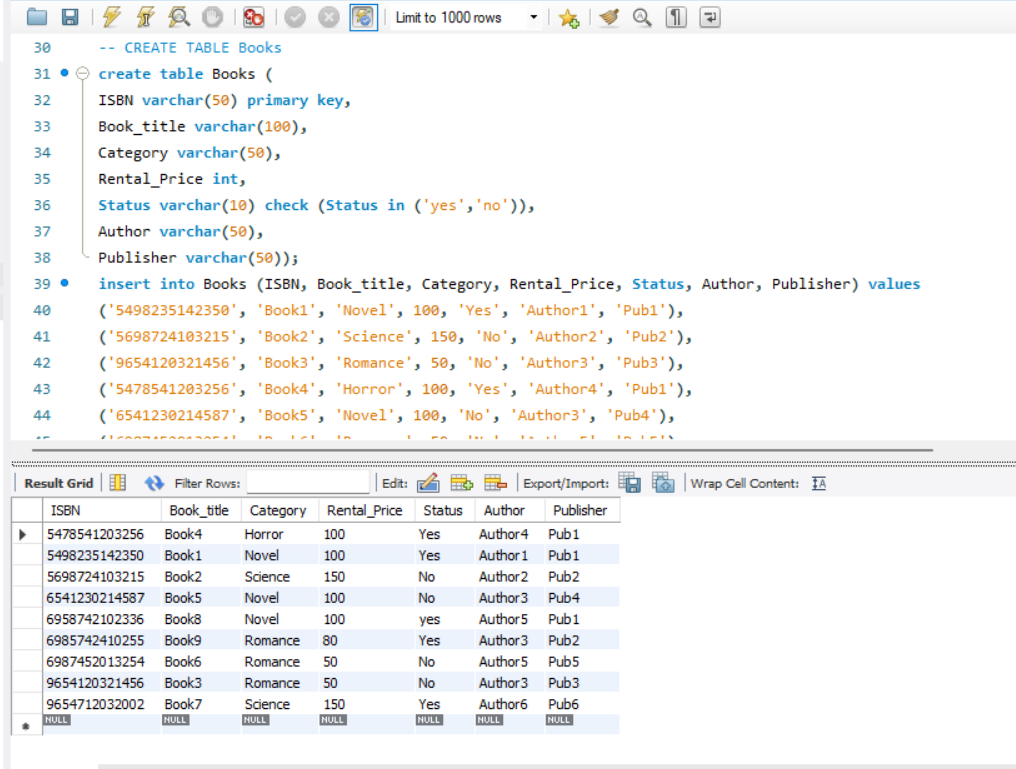 Limit to 1000 rows
30 -- CREATE TABLE Books
31 create table Books (
32 ISBN varchar(50) primary key,
33 Book_title varchar(100),
34 Category varchar(50),
35 Rental_Price int,
36 Status varchar(10) check (Status in ('yes','no')),
37 Author varchar(50),
38 Publisher varchar(50));
39 insert into Books (ISBN, Book_title, Category, Rental_Price, Status, Author, Publisher) values
40 ('5498235142350', 'Book1', 'Novel', 100, 'Yes', 'Author1', 'Pub1'),
41 ('5698724103215', 'Book2', 'Science', 150, 'No', 'Author2', 'Pub2'),
42 ('9654120321456', 'Book3', 'Romance', 50, 'No', 'Author3', 'Pub3'),
43 ('5478541203256', 'Book4', 'Horror', 100, 'Yes', 'Author4', 'Pub1'),
44 ('6541230214587', 'Book5', 'Novel', 100, 'No', 'Author3', 'Pub4'),
Result Grid Filter Rows: Edit: Export/Import: Wrap Cell Content: IA
ISBN Book_title Category Rental_Price Status Author Publisher
5478541203256 Book4 Horror 100 Yes Author4 Pub1
5498235142350 Book1 Novel 100 Yes Author1 Pub1
5698724103215 Book2 Science 150 No Author2 Pub2
6541230214587 Book5 Novel 100 No Author3 Pub4
6958742102336 Book8 Novel 100 yes Author5 Pub1
6985742410255 Book9 Romance 80 Yes Author3 Pub2
6987452013254 Book6 Romance 50 No Author5 Pub5
9654120321456 Book3 Romance 50 No Author3 Pub3
9654712032002 Book7 Science 150 Yes Author6 Pub6
NULL NULL NULL NULL NULL NULL NULL